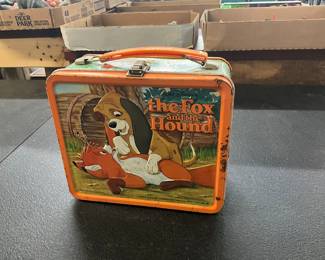 DEER PARK
the Fox
and the
Hound